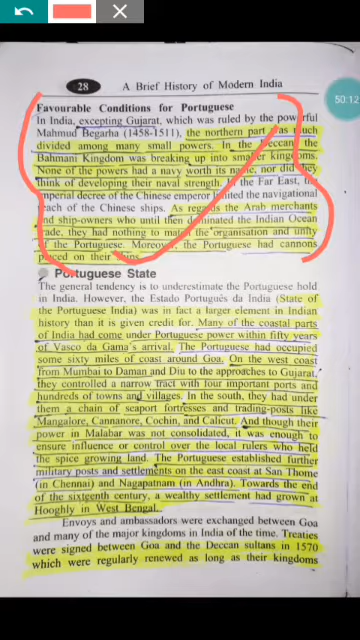 50:12
28 A Brief History of Modern India
Favourable Conditions for Portuguese
In India, excepting Gujarat, which was ruled by the powerful
Mahmud Begarha (1458-1511), the northern part was much
divided among many small powers. In the Deccan, the
Bahmani Kingdom was breaking up into smaller kingdoms.
None of the powers had a navy worth its name, nor did they
think of developing their naval strength. In the Far East, the
imperial decree of the Chinese emperor limited the navigational
reach of the Chinese ships. As regards the Arab merchants
and ship-owners who until then dominated the Indian Ocean
trade, they had nothing to match the organisation and unity
of the Portuguese. Moreover, the Portuguese had cannons
placed on their ships.
Portuguese State
The general tendency is to underestimate the Portuguese hold
in India. However, the Estado Português da India (State of
the Portuguese India) was in fact a larger element in Indian
history than it is given credit for. Many of the coastal parts
of India had come under Portuguese power within fifty years
of Vasco da Gama's arrival. The Portuguese had occupied
some sixty miles of coast around Goa. On the west coast
from Mumbai to Daman and Diu to the approaches to Gujarat,
they controlled a narrow tract with four important ports and
hundreds of towns and villages. In the south, they had under
them a chain of seaport fortresses and trading-posts like
Mangalore, Cannanore, Cochin, and Calicut. And though their
power in Malabar was not consolidated, it was enough to
ensure influence or control over the local rulers who held
the spice growing land. The Portuguese established further
military posts and settlements on the east coast at San Thome
(in Chennai) and Nagapatnam (in Andhra). Towards the end
of the sixteenth century, a wealthy settlement had grown at
Hooghly in West Bengal.
Envoys and ambassadors were exchanged between Goa
and many of the major kingdoms in India of the time. Treaties
were signed between Goa and the Deccan sultans in 1570
which were regularly renewed as long as their kingdoms